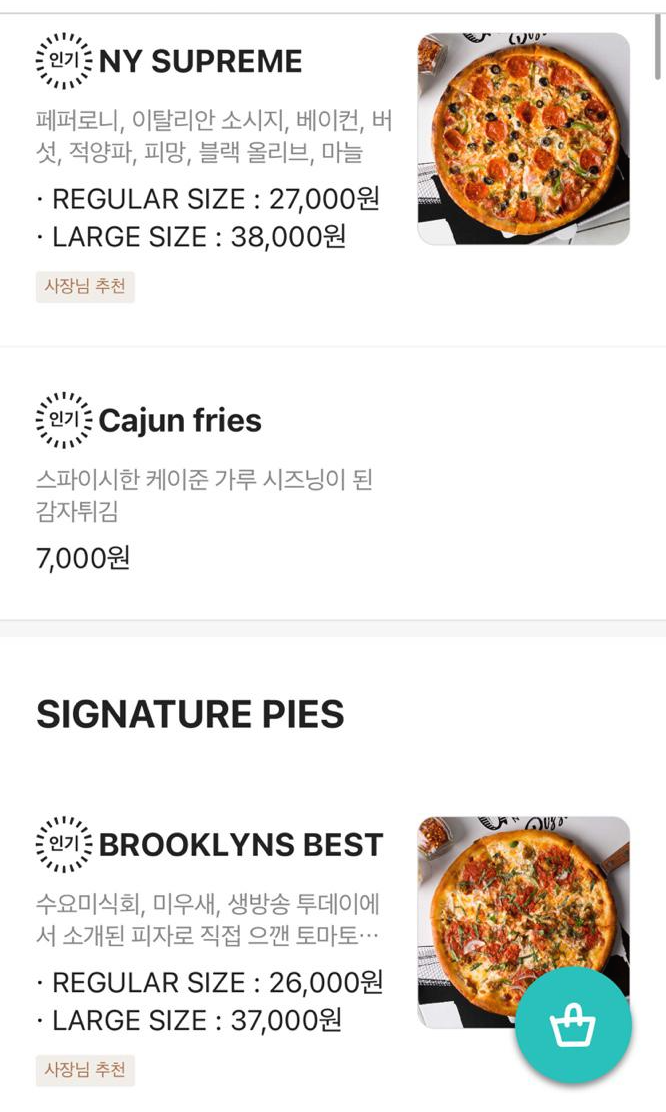 인기 NY SUPREME
페퍼로니, 이탈리안 소시지, 베이컨, 버
섯, 적양파, 피망, 블랙 올리브, 마늘
· REGULAR SIZE : 27,000원
· LARGE SIZE : 38,000원
사장님 추천
인기 Cajun fries
스파이시한 케이준 가루 시즈닝이 된
감자튀김
7,000원
SIGNATURE PIES
인기 BROOKLYNS BEST
수요미식회, 미우새, 생방송 투데이에
서 소개된 피자로 직접 으깬 토마토…
· REGULAR SIZE : 26,000원
· LARGE SIZE : 37,000원
사장님 추천